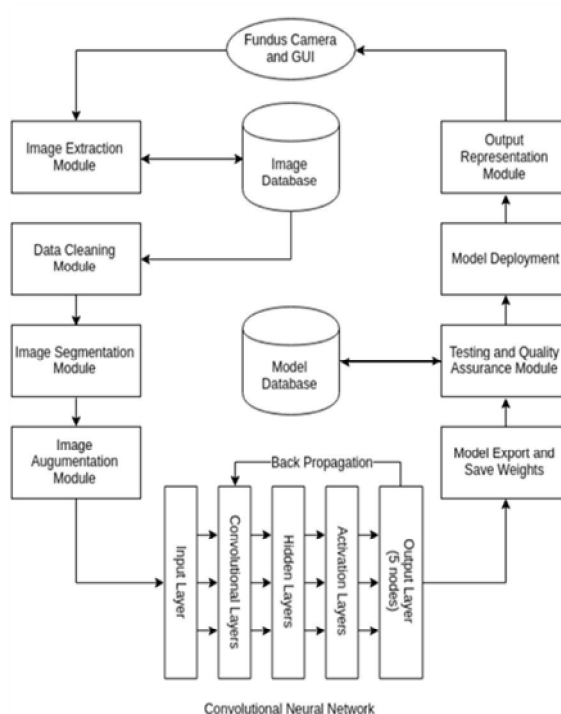 Fundus Camera
and GUI
Image Extraction
Module
Image
Database
Output
Representation
Module
Data Cleaning
Module
Model Deployment
Image Segmentation
Module
Model
Database
Testing and Quality
Assurance Module
Image
Augumentation
Module
Model Export and
Save Weights
Back Propagation
Input Layer
Convolutional Layers
Hidden Layers
Activation Layers
Output Layer
(5 nodes)
Convolutional Neural Network